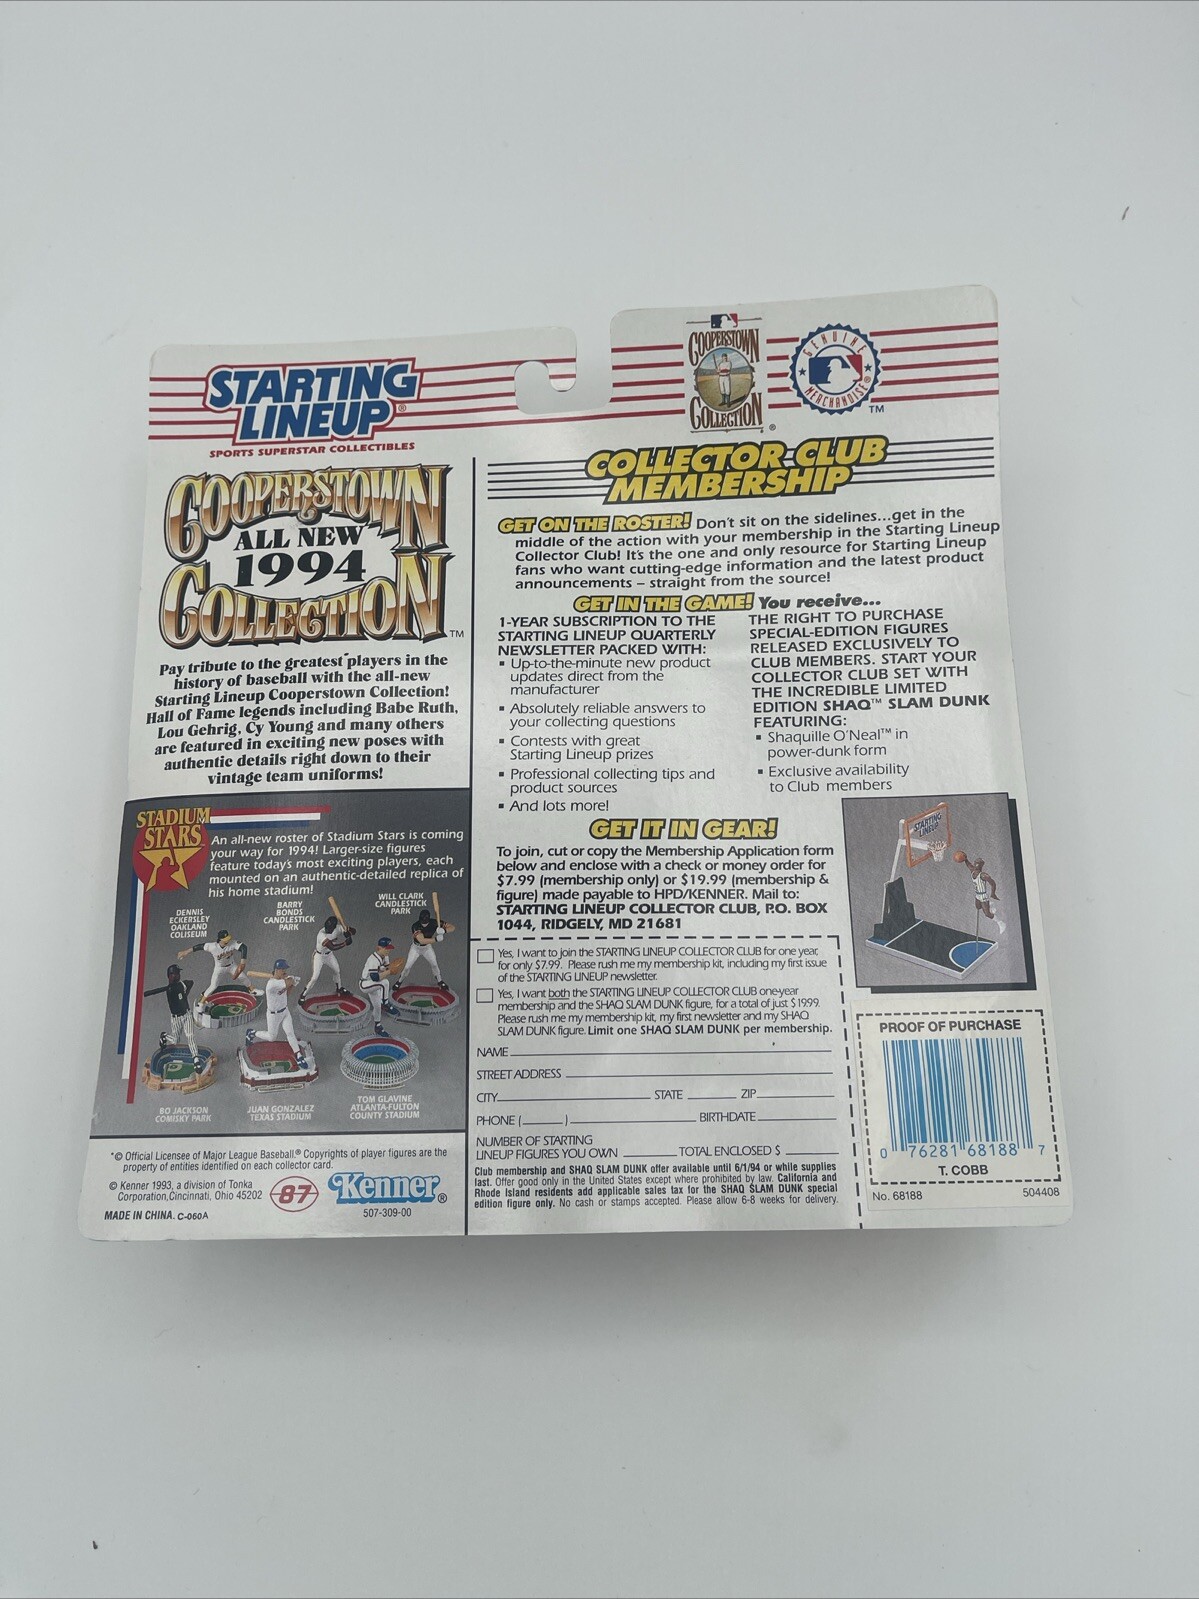 STARTING
LINEUP®
SPORTS SUPERSTAR COLLECTIBLES
COOPERSTOWN
ALL NEW
1994
COLLECTION™
Pay tribute to the greatest players in the
history of baseball with the all-new
Starting Lineup Cooperstown Collection!
Hall of Fame legends including Babe Ruth,
Lou Gehrig, Cy Young and many others
are featured in exciting new poses with
authentic details right down to their
vintage team uniforms!
STADIUM
STARS™
An all-new roster of Stadium Stars is coming
your way for 1994! Larger-size figures
feature today's most exciting players, each
mounted on an authentic-detailed replica of
his home stadium!
DENNIS
ECKERSLEY
OAKLAND
COLISEUM
BARRY
BONDS
CANDLESTICK
PARK
WILL CLARK
CANDLESTICK
PARK
BO JACKSON
COMISKY PARK
JUAN GONZALEZ
TEXAS STADIUM
TOM GLAVINE
ATLANTA-FULTON
COUNTY STADIUM
*© Official Licensee of Major League Baseball.® Copyrights of player figures are the
property of entities identified on each collector card.
© Kenner 1993, a division of Tonka
Corporation, Cincinnati, Ohio 45202
MADE IN CHINA. C-060A
87
Kenner®
507-309-00
COOPERSTOWN
COLLECTION®
GENUINE
MERCHANDISE®
™
COLLECTOR CLUB
MEMBERSHIP
GET ON THE ROSTER! Don't sit on the sidelines...get in the
middle of the action with your membership in the Starting Lineup
Collector Club! It's the one and only resource for Starting Lineup
fans who want cutting-edge information and the latest product
announcements – straight from the source!
GET IN THE GAME! You receive...
1-YEAR SUBSCRIPTION TO THE
STARTING LINEUP QUARTERLY
NEWSLETTER PACKED WITH:
▪ Up-to-the-minute new product
updates direct from the
manufacturer
▪ Absolutely reliable answers to
your collecting questions
▪ Contests with great
Starting Lineup prizes
▪ Professional collecting tips and
product sources
▪ And lots more!
THE RIGHT TO PURCHASE
SPECIAL-EDITION FIGURES
RELEASED EXCLUSIVELY TO
CLUB MEMBERS. START YOUR
COLLECTOR CLUB SET WITH
THE INCREDIBLE LIMITED
EDITION SHAQ™ SLAM DUNK
FEATURING:
▪ Shaquille O'Neal™ in
power-dunk form
▪ Exclusive availability
to Club members
GET IT IN GEAR!
To join, cut or copy the Membership Application form
below and enclose with a check or money order for
$7.99 (membership only) or $19.99 (membership &
figure) made payable to HPD/KENNER. Mail to:
STARTING LINEUP COLLECTOR CLUB, P.O. BOX
1044, RIDGELY, MD 21681
STARTING
LINEUP
Yes, I want to join the STARTING LINEUP COLLECTOR CLUB for one year,
for only $7.99. Please rush me my membership kit, including my first issue
of the STARTING LINEUP newsletter.
Yes, I want both the STARTING LINEUP COLLECTOR CLUB one-year
membership and the SHAQ SLAM DUNK figure, for a total of just $19.99.
Please rush me my membership kit, my first newsletter and my SHAQ
SLAM DUNK figure. Limit one SHAQ SLAM DUNK per membership.
NAME
STREET ADDRESS
CITY STATE ZIP
PHONE ( ) BIRTHDATE
NUMBER OF STARTING
LINEUP FIGURES YOU OWN TOTAL ENCLOSED $
Club membership and SHAQ SLAM DUNK offer available until 6/1/94 or while supplies
last. Offer good only in the United States except where prohibited by law. California and
Rhode Island residents add applicable sales tax for the SHAQ SLAM DUNK special
edition figure only. No cash or stamps accepted. Please allow 6-8 weeks for delivery.
PROOF OF PURCHASE
0 76281 68188 7
T. COBB
No. 68188 504408